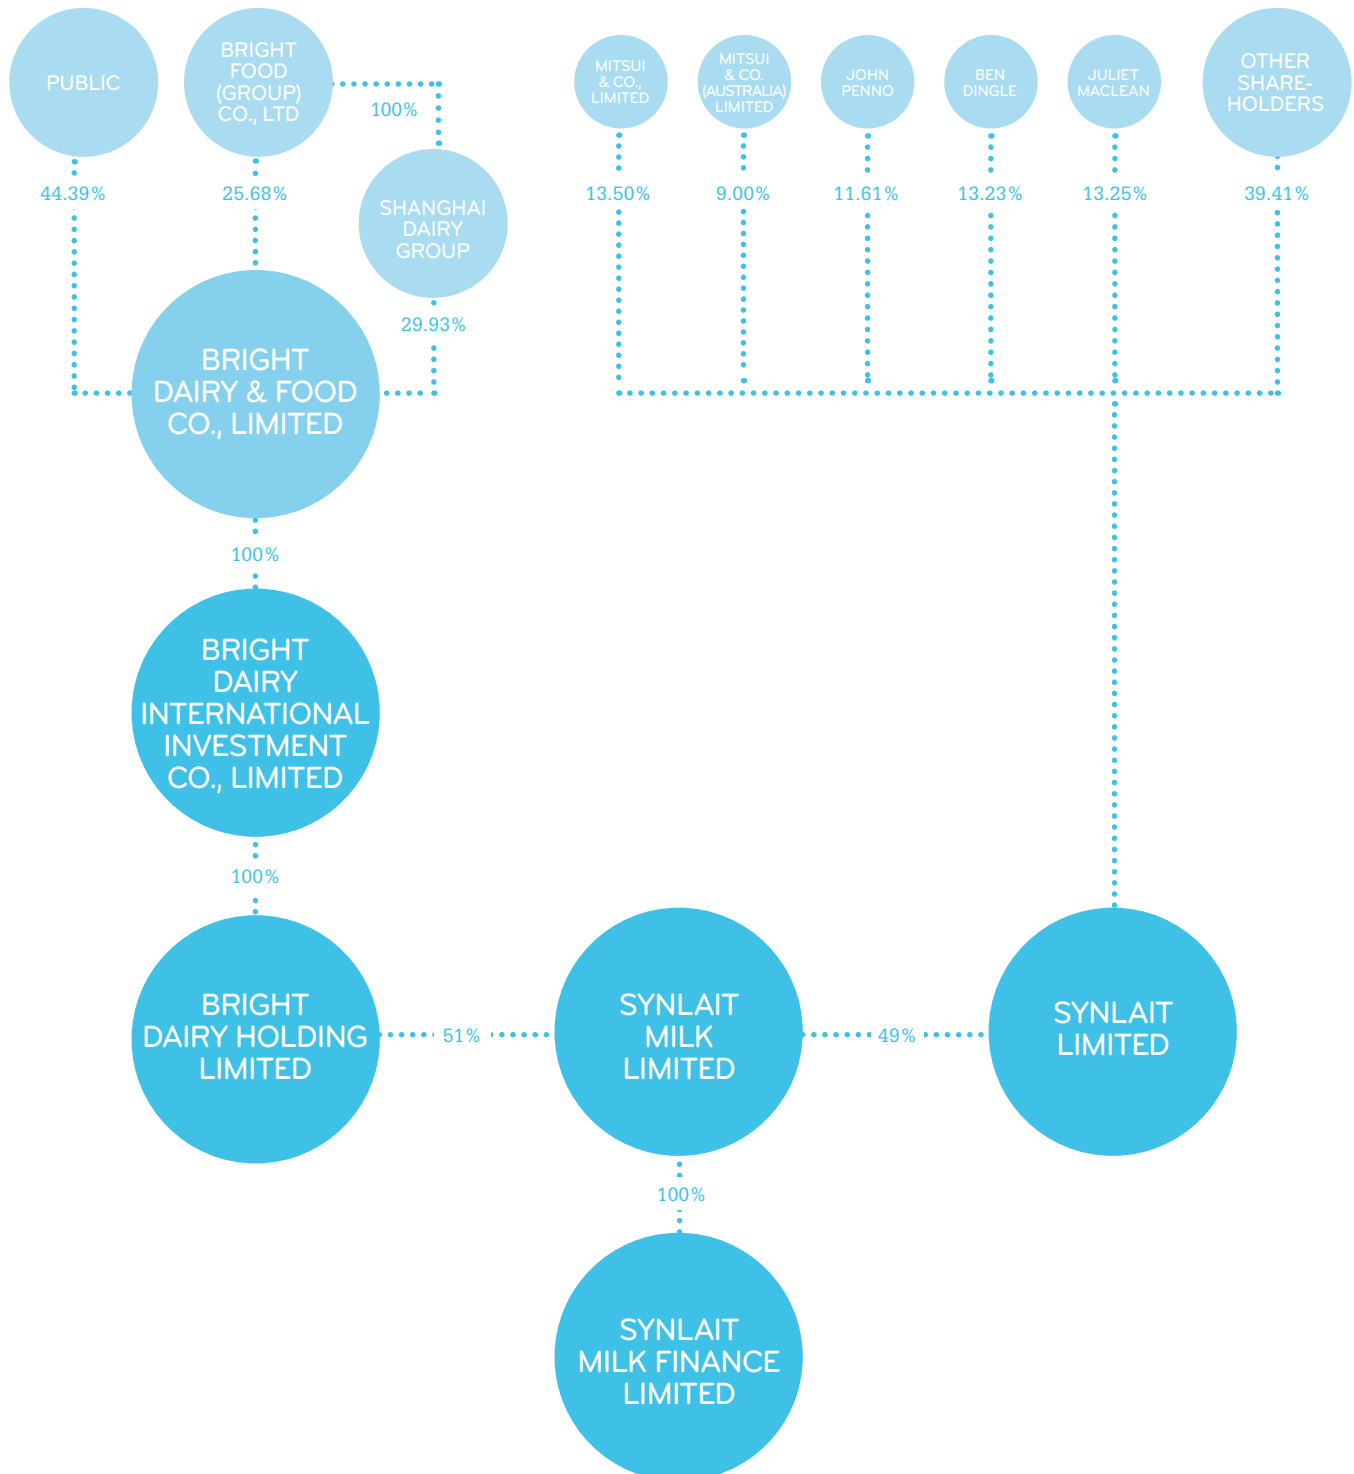 PUBLIC
BRIGHT
FOOD
(GROUP)
CO., LTD
100%
SHANGHAI
DAIRY
GROUP
44.39%
25.68%
29.93%
BRIGHT
DAIRY & FOOD
CO., LIMITED
100%
BRIGHT
DAIRY
INTERNATIONAL
INVESTMENT
CO., LIMITED
100%
BRIGHT
DAIRY HOLDING
LIMITED
51%
MITSUI
& CO.,
LIMITED
MITSUI
& CO.
(AUSTRALIA)
LIMITED
JOHN
PENNO
BEN
DINGLE
JULIET
MACLEAN
OTHER
SHARE-
HOLDERS
13.50%
9.00%
11.61%
13.23%
13.25%
39.41%
SYNLAIT
MILK
LIMITED
49%
SYNLAIT
LIMITED
100%
SYNLAIT
MILK FINANCE
LIMITED